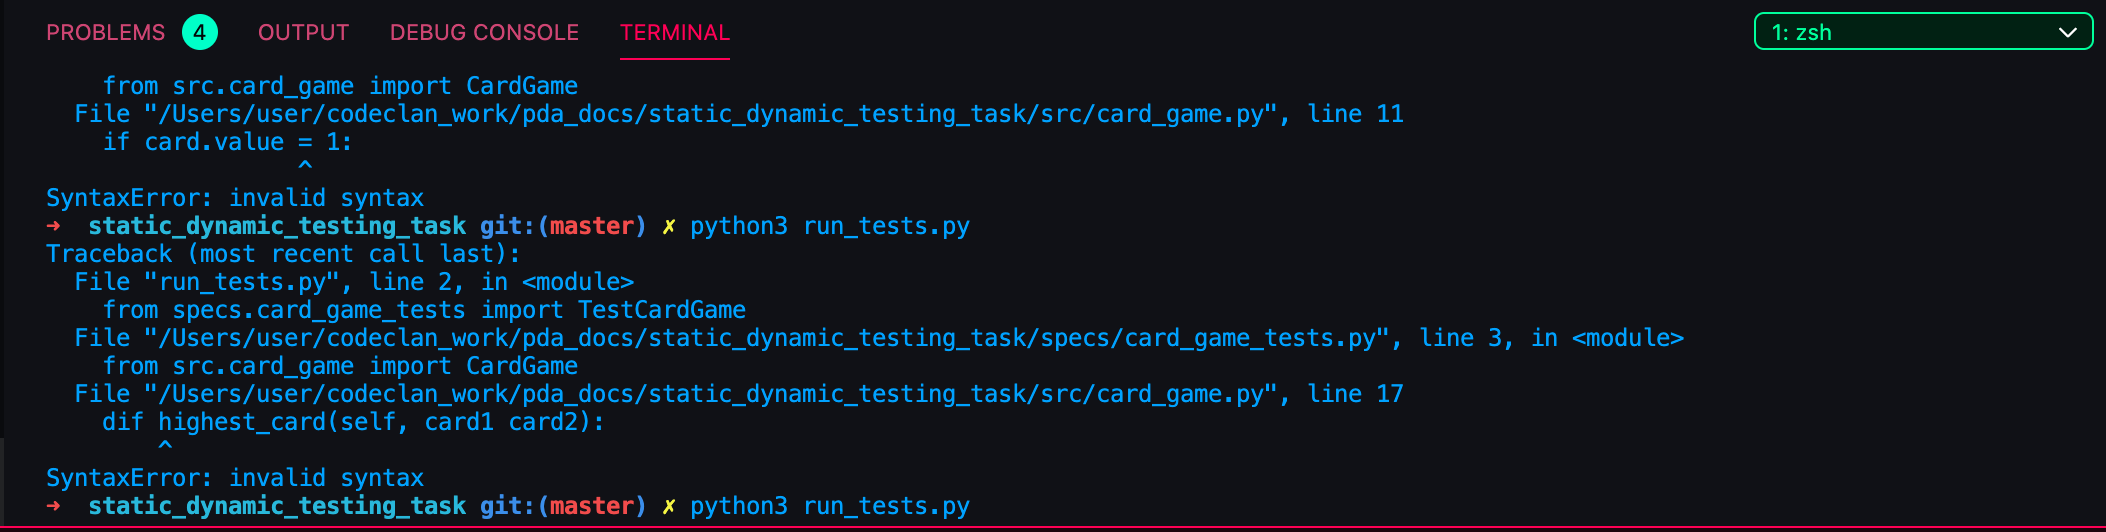 PROBLEMS 4 OUTPUT DEBUG CONSOLE TERMINAL 1: zsh
from src.card_game import CardGame
File "/Users/user/codeclan_work/pda_docs/static_dynamic_testing_task/src/card_game.py", line 11
if card.value = 1:
^
SyntaxError: invalid syntax
➜ static_dynamic_testing_task git:(master) ✗ python3 run_tests.py
Traceback (most recent call last):
File "run_tests.py", line 2, in <module>
from specs.card_game_tests import TestCardGame
File "/Users/user/codeclan_work/pda_docs/static_dynamic_testing_task/specs/card_game_tests.py", line 3, in <module>
from src.card_game import CardGame
File "/Users/user/codeclan_work/pda_docs/static_dynamic_testing_task/src/card_game.py", line 17
dif highest_card(self, card1 card2):
^
SyntaxError: invalid syntax
➜ static_dynamic_testing_task git:(master) ✗ python3 run_tests.py